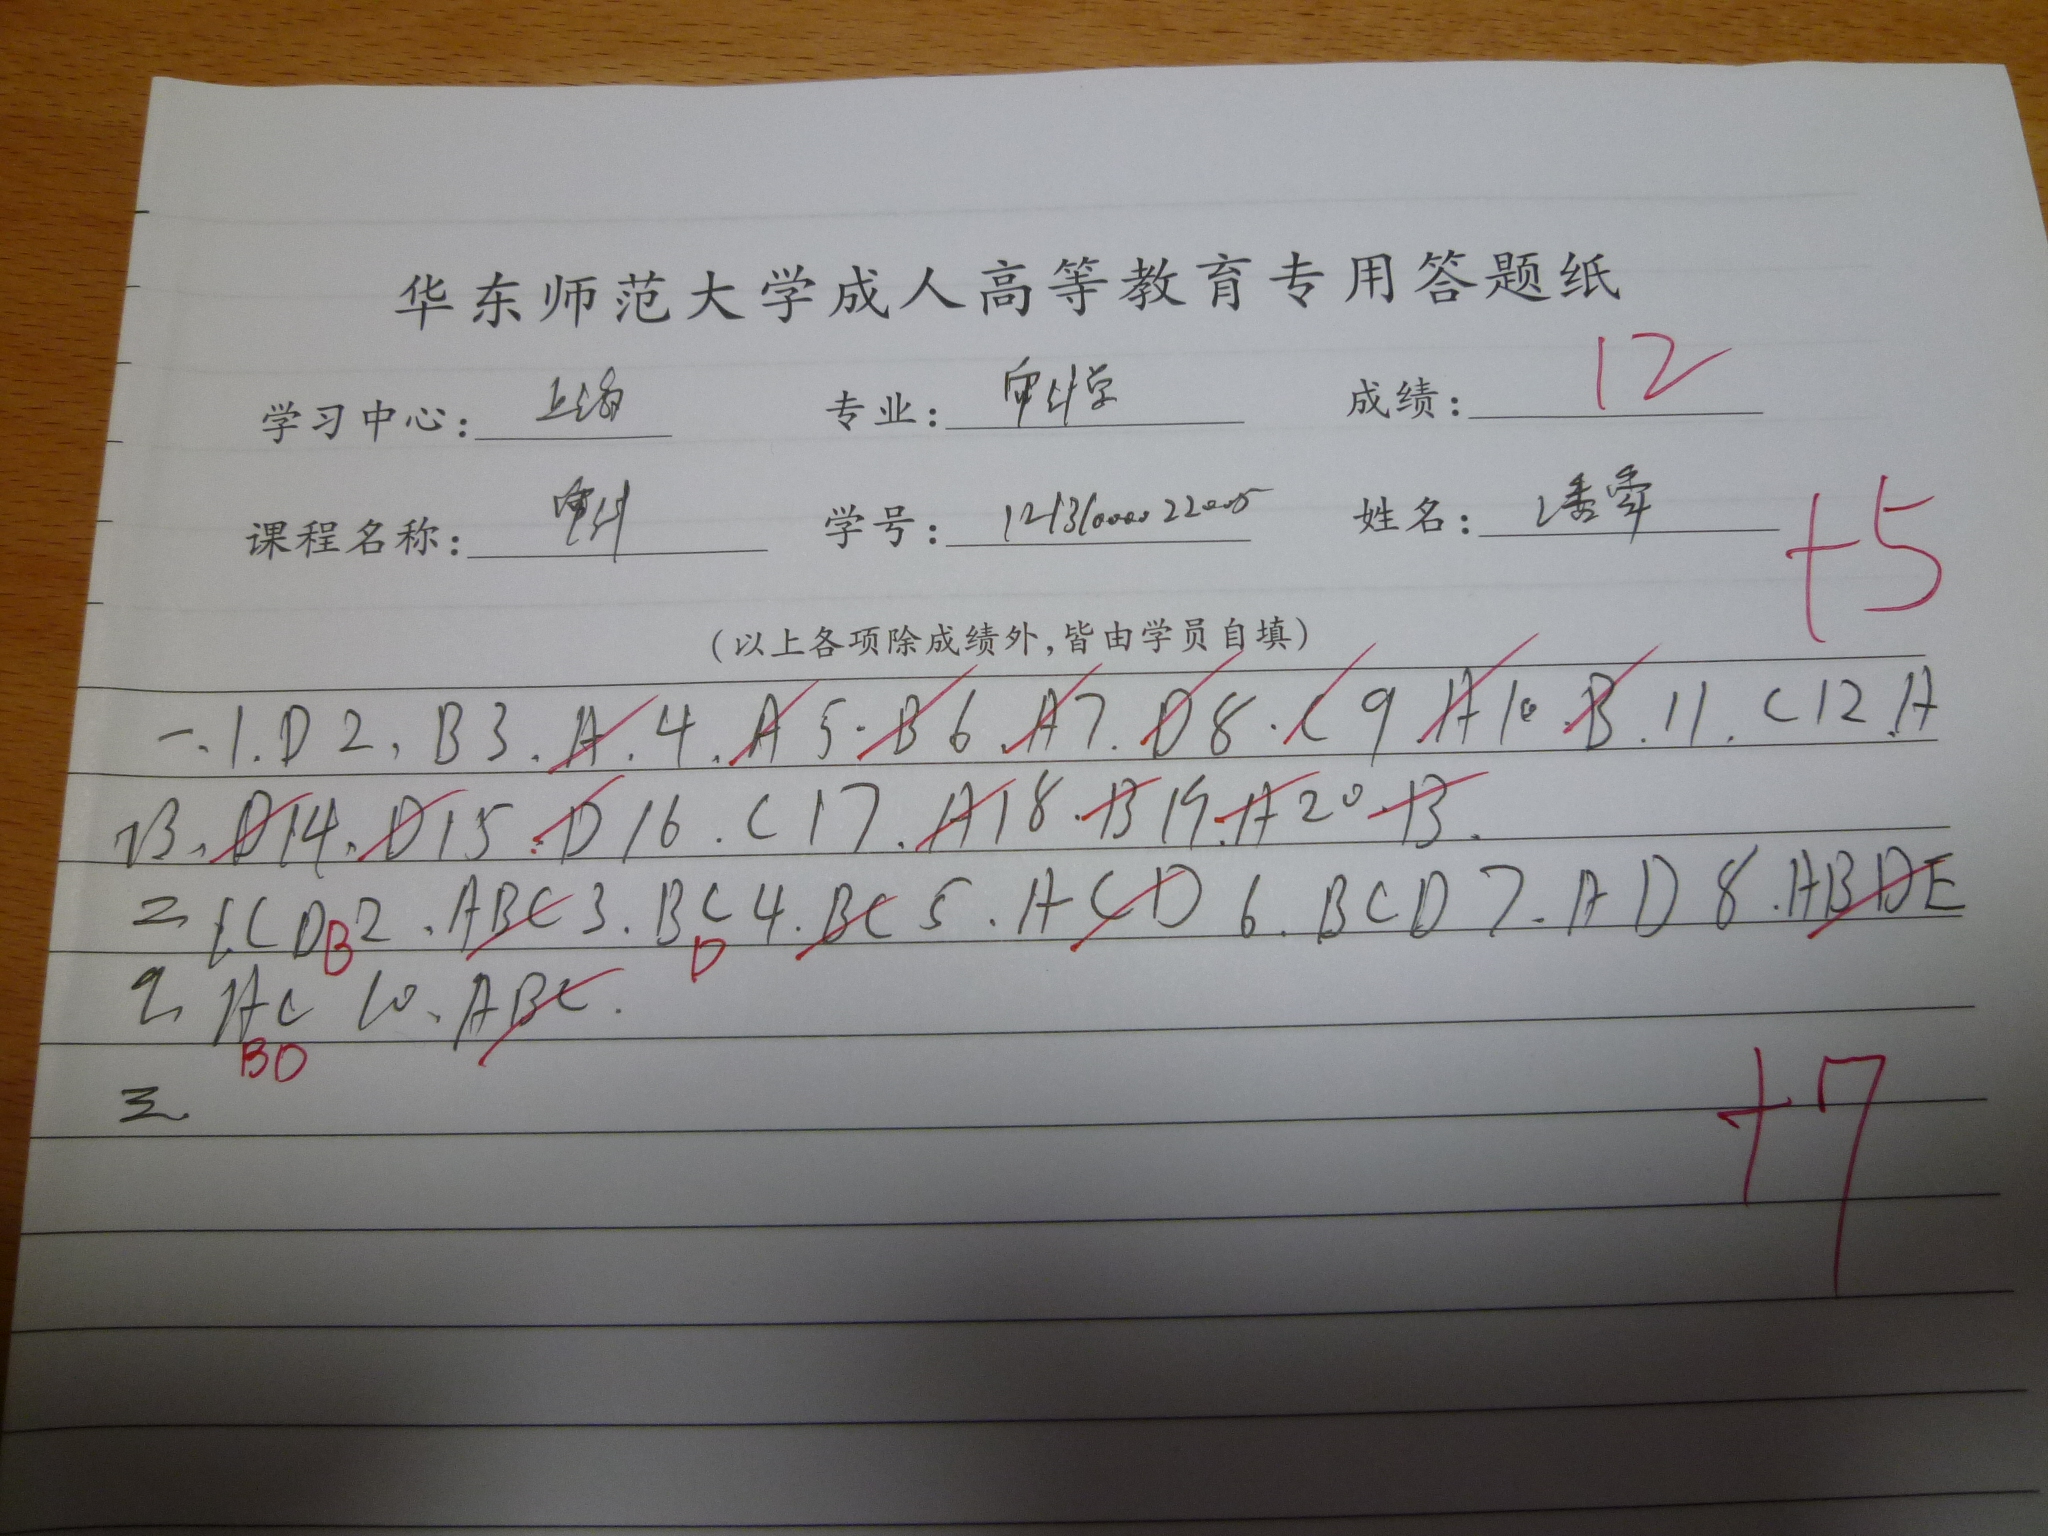 华东师范大学成人高等教育专用答题纸
学习中心: 上海 专业: 审计学 成绩: 12
课程名称: 审计 学号: 姓名: 潘
+5
(以上各项除成绩外,皆由学员自填)
一.1.D 2.B 3.A.4.A 5.B 6.A 7.D 8.C 9.A 10.B.11.C 12.A
13.D 14.D 15.D 16.C 17.A 18.B 19.A 20.B.
二 1.CD 2.ABC 3.BC 4.BC 5.ACD 6.BCD 7.AD 8.ABDE
B D
9. AC 10.ABC.
BD
三.
+7